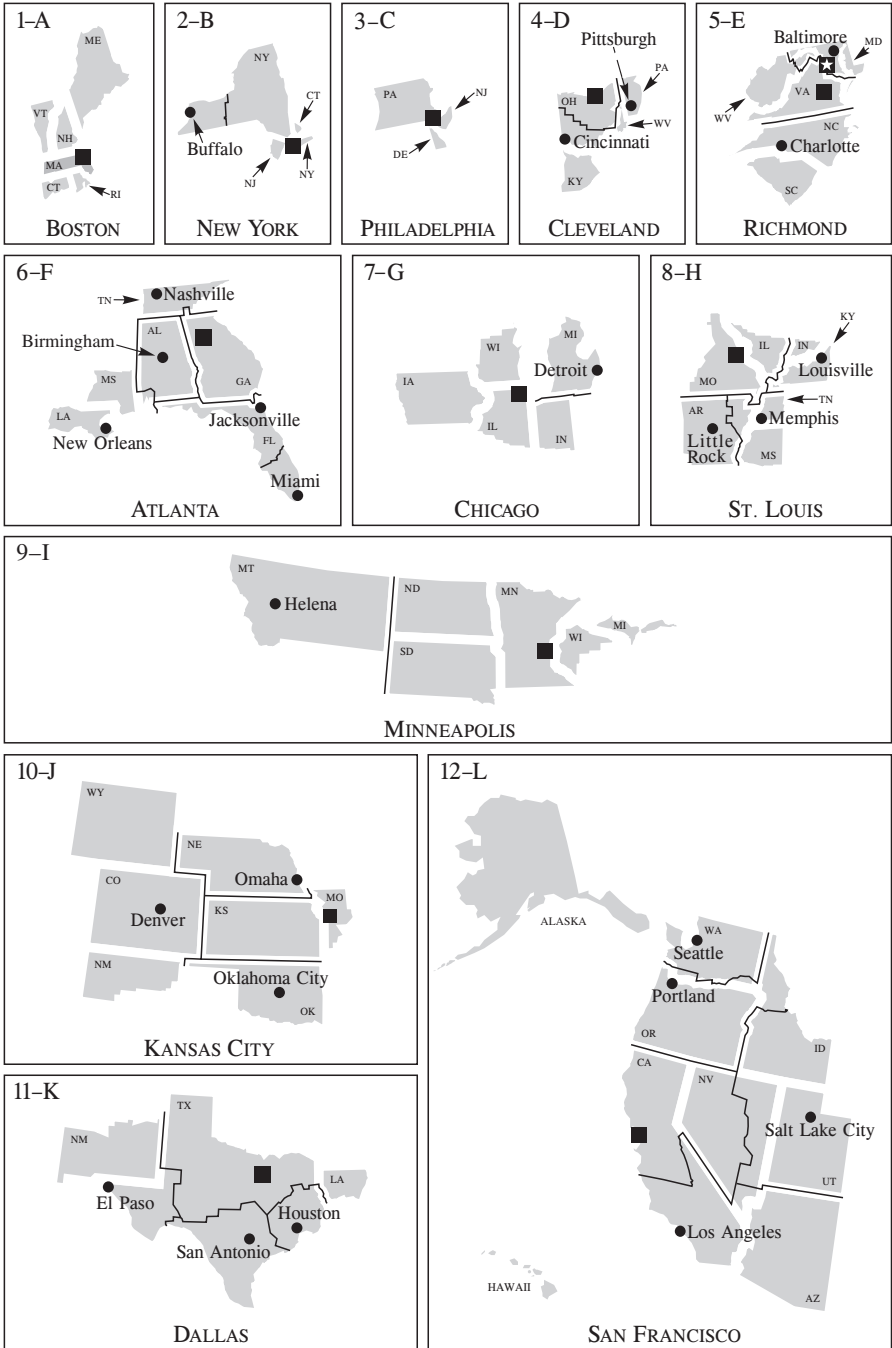 1–A
ME
VT
NH
MA
CT
RI
BOSTON
2–B
NY
CT
Buffalo
NJ
NY
NEW YORK
3–C
PA
NJ
DE
PHILADELPHIA
4–D
Pittsburgh
PA
OH
WV
Cincinnati
KY
CLEVELAND
5–E
Baltimore
MD
VA
WV
NC
Charlotte
SC
RICHMOND
6–F
TN
Nashville
AL
Birmingham
MS
GA
LA
Jacksonville
New Orleans
FL
Miami
ATLANTA
7–G
WI
MI
Detroit
IA
IL
IN
CHICAGO
8–H
KY
IL
IN
Louisville
MO
TN
AR
Memphis
Little
Rock
MS
ST. LOUIS
9–I
MT
ND
MN
Helena
MI
WI
SD
MINNEAPOLIS
10–J
WY
NE
CO
Omaha
MO
KS
Denver
NM
Oklahoma City
OK
KANSAS CITY
11–K
TX
NM
LA
El Paso
Houston
San Antonio
DALLAS
12–L
ALASKA
WA
Seattle
Portland
OR
ID
CA
NV
Salt Lake City
UT
Los Angeles
HAWAII
AZ
SAN FRANCISCO